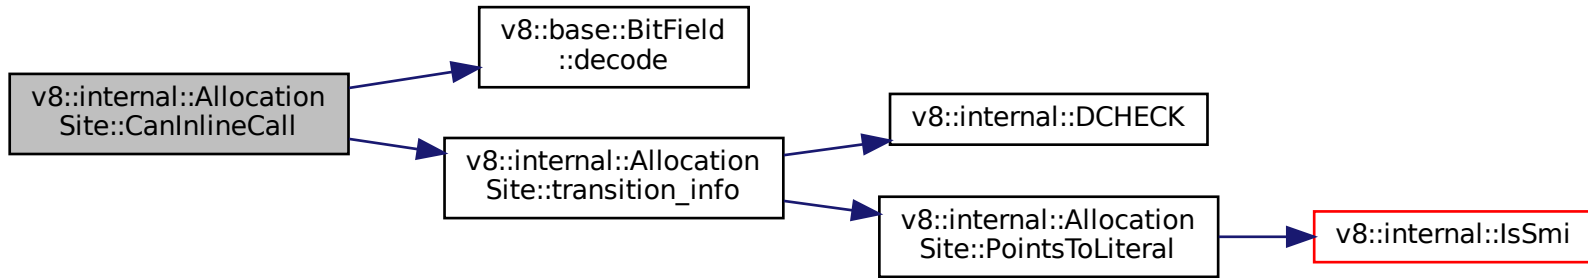 v8::internal::Allocation
Site::CanInlineCall
v8::base::BitField
::decode
v8::internal::Allocation
Site::transition_info
v8::internal::DCHECK
v8::internal::Allocation
Site::PointsToLiteral
v8::internal::IsSmi